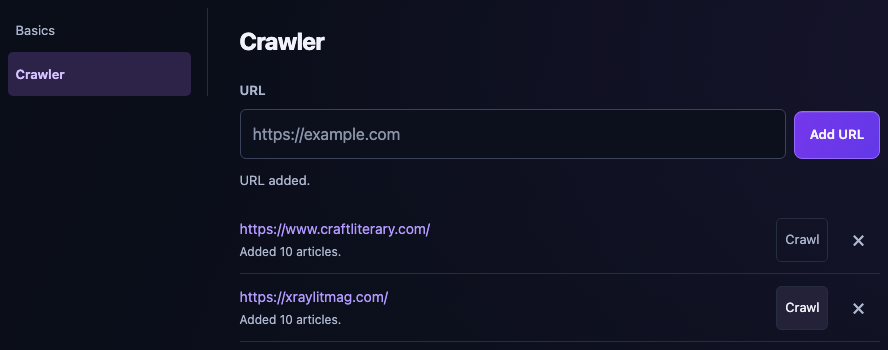 Basics
Crawler
Crawler
URL
https://example.com
Add URL
URL added.
https://www.craftliterary.com/
Added 10 articles.
Crawl
×
https://xraylitmag.com/
Added 10 articles.
Crawl
×